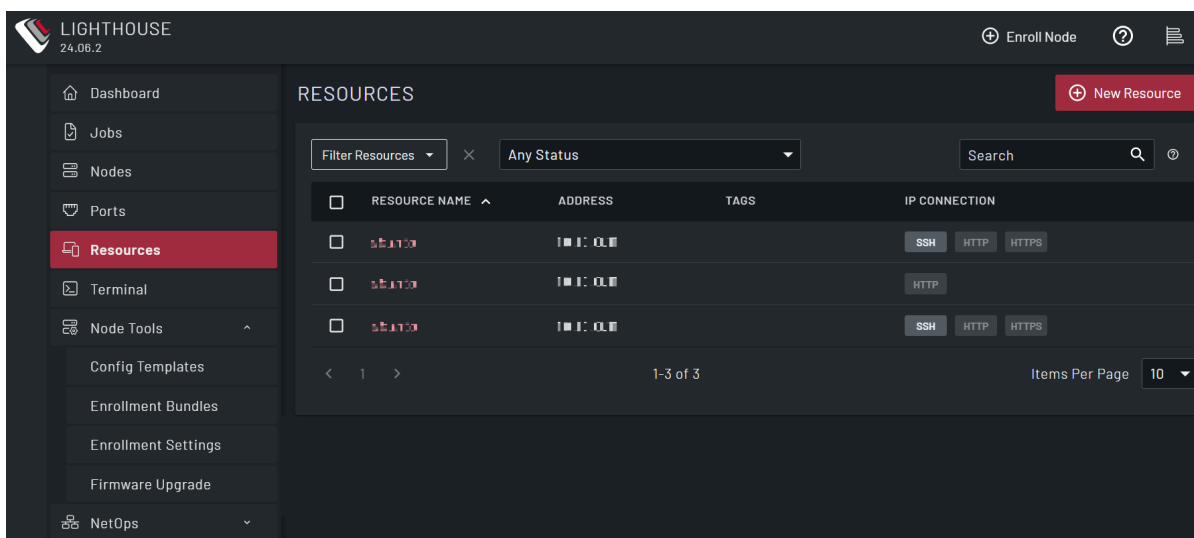 LIGHTHOUSE
24.06.2
Enroll Node
Dashboard
Jobs
Nodes
Ports
Resources
Terminal
Node Tools
Config Templates
Enrollment Bundles
Enrollment Settings
Firmware Upgrade
NetOps
RESOURCES
New Resource
Filter Resources
Any Status
Search
RESOURCE NAME ADDRESS TAGS IP CONNECTION
SSH HTTP HTTPS
HTTP
SSH HTTP HTTPS
1 1-3 of 3 Items Per Page 10